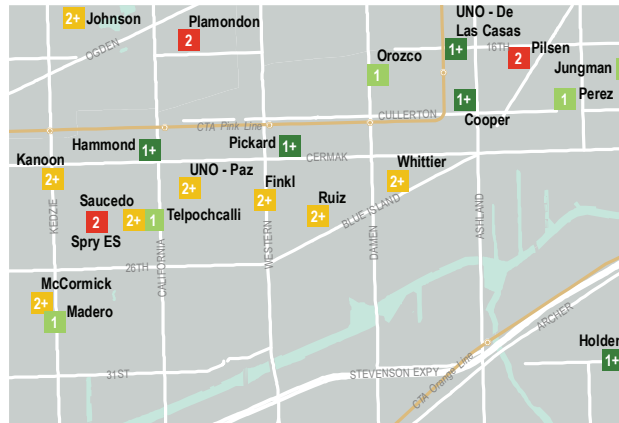 2+ Johnson
Plamondon
2
OGDEN
UNO - De
Las Casas
1+
16TH
2 Pilsen
Orozco
1
Jungman
1 Perez
1+
Cooper
CULLERTON
CTA Pink Line
Hammond 1+
Pickard 1+
CERMAK
Kanoon
2+
UNO - Paz
2+
Finkl
2+
Whittier
2+
Ruiz
2+
Saucedo
2
Spry ES
2+ 1 Telpochcalli
BLUE ISLAND
KEDZIE
CALIFORNIA
WESTERN
DAMEN
ASHLAND
26TH
McCormick
2+
1 Madero
ARCHER
Holden
1+
31ST
STEVENSON EXPY
CTA Orange Line